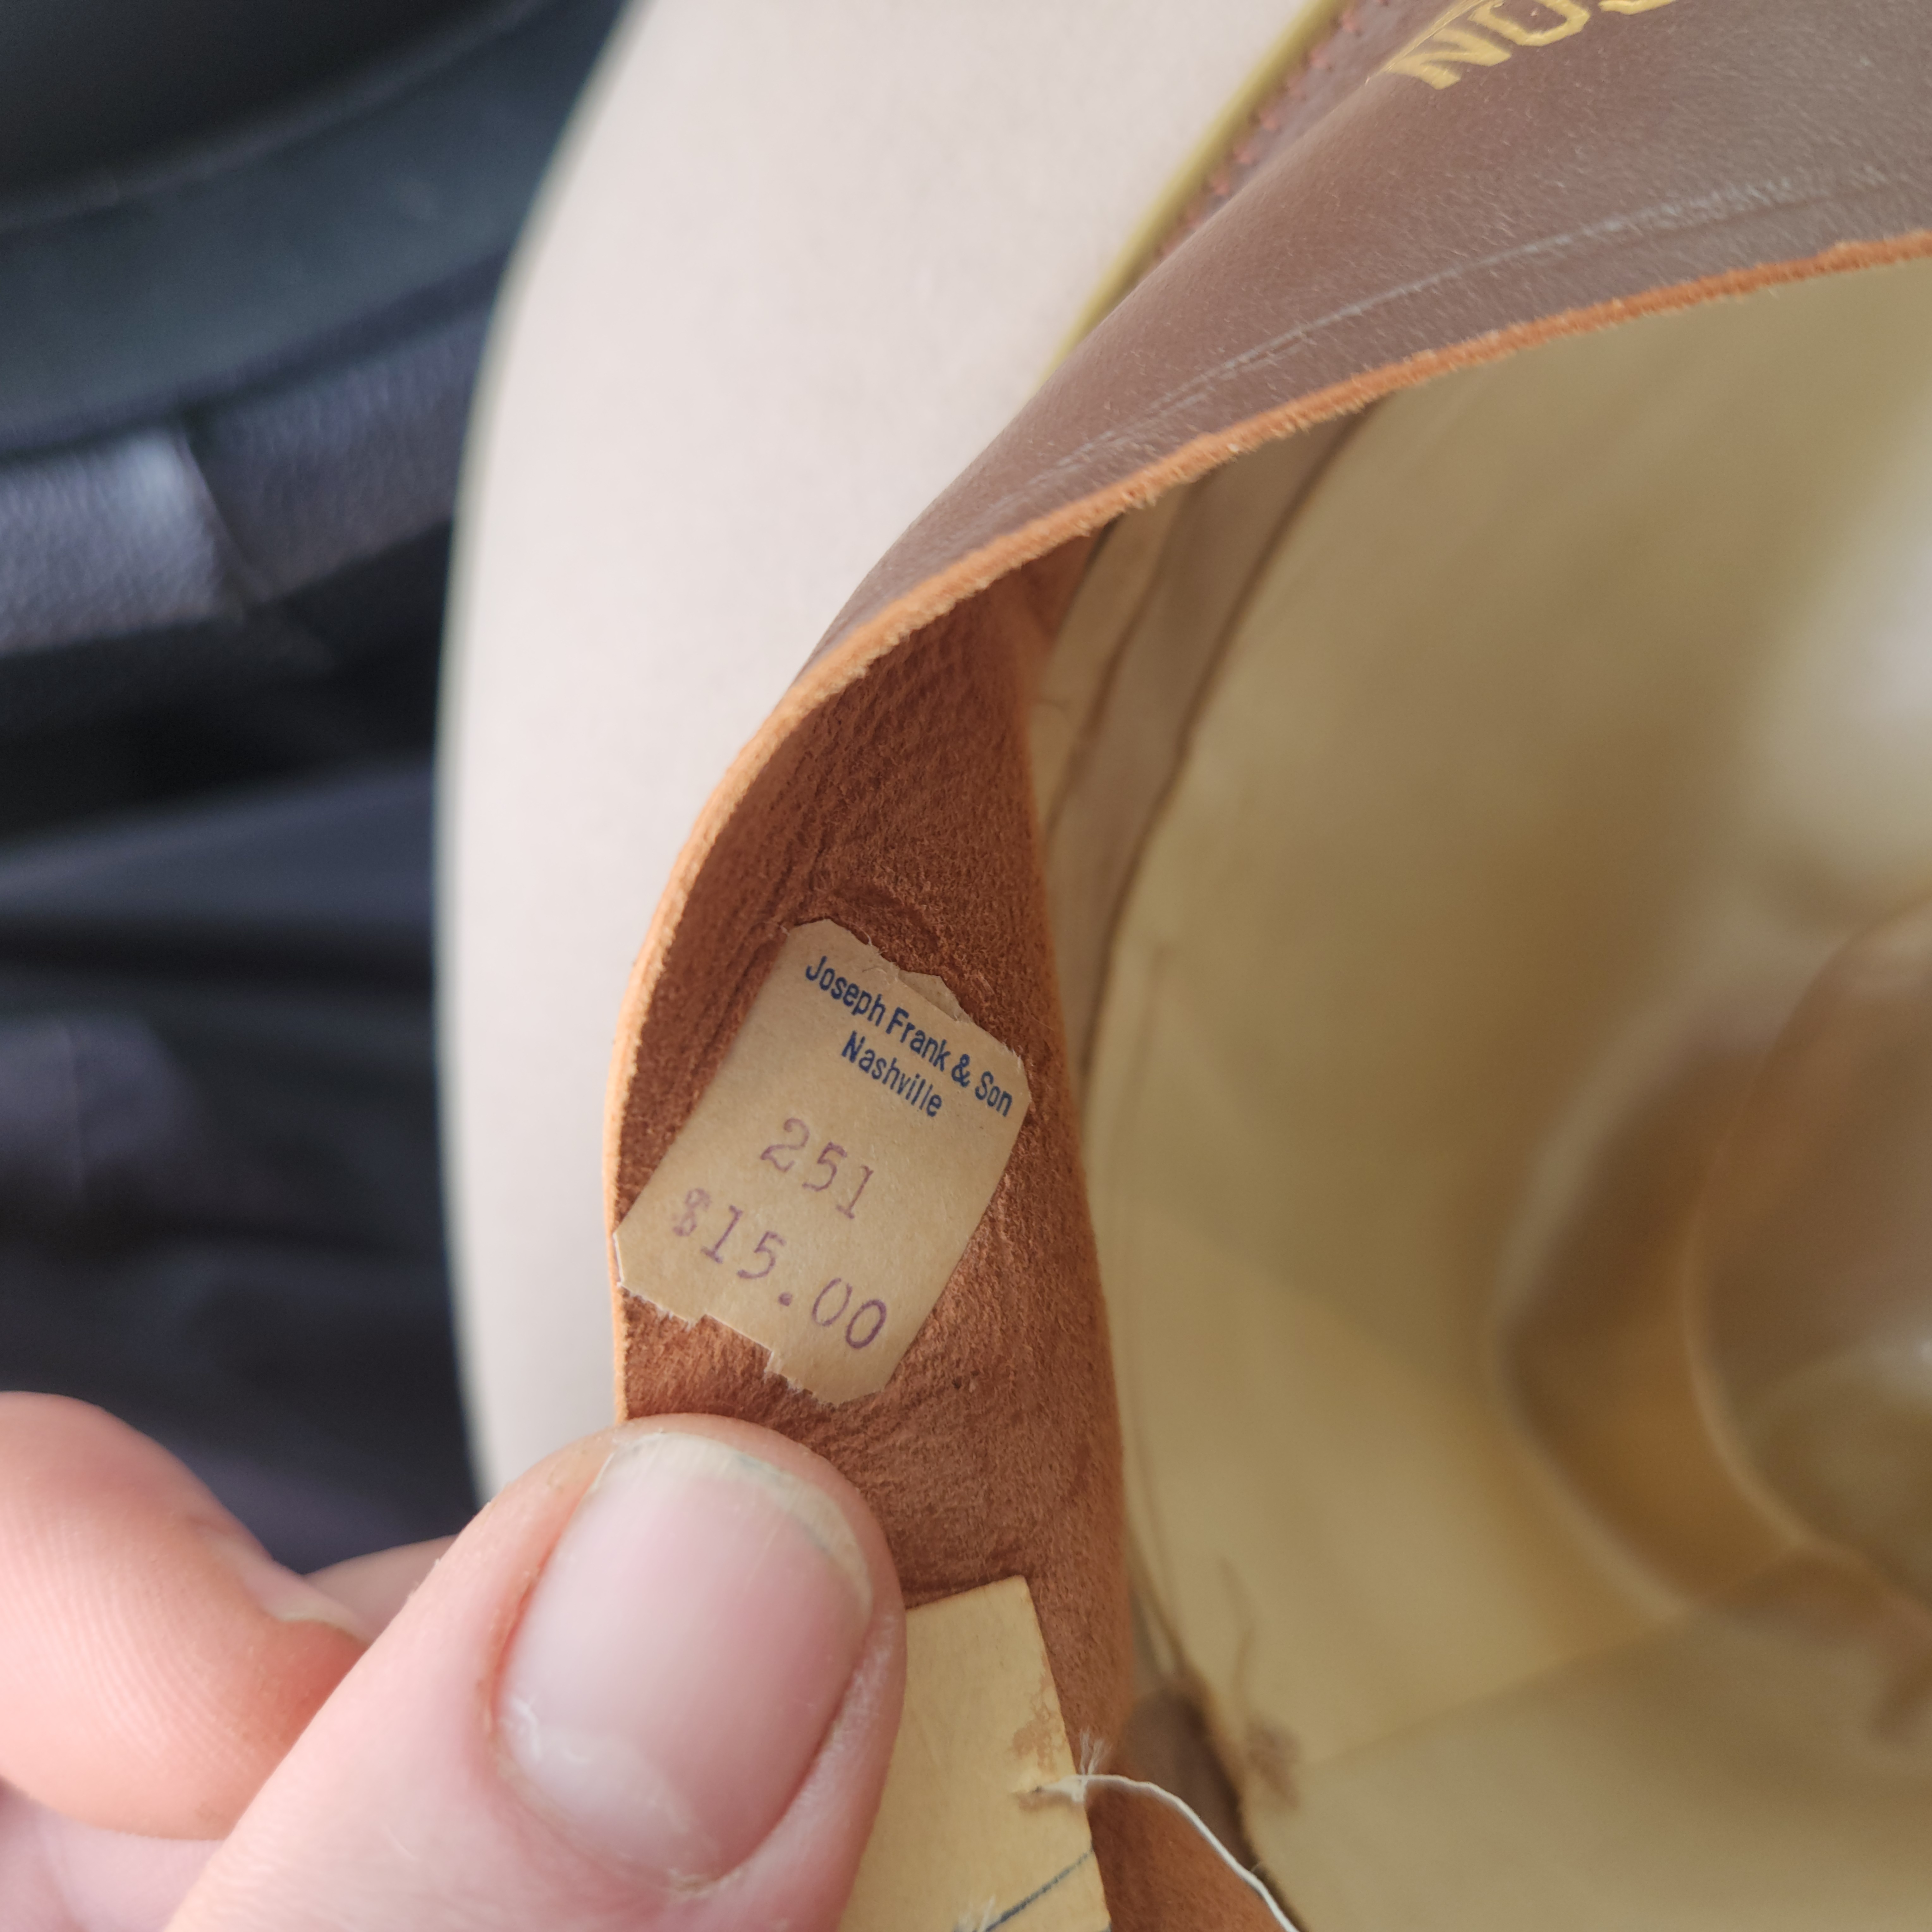 Joseph Frank & Son
Nashville
251
$15.00